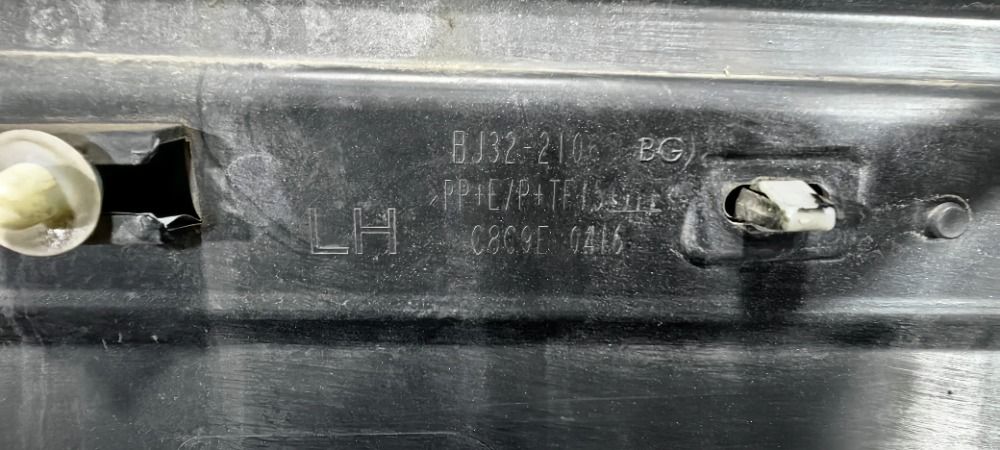 BJ32-210 BG)
>PP+E/P+T
LH
C8C9E 0416